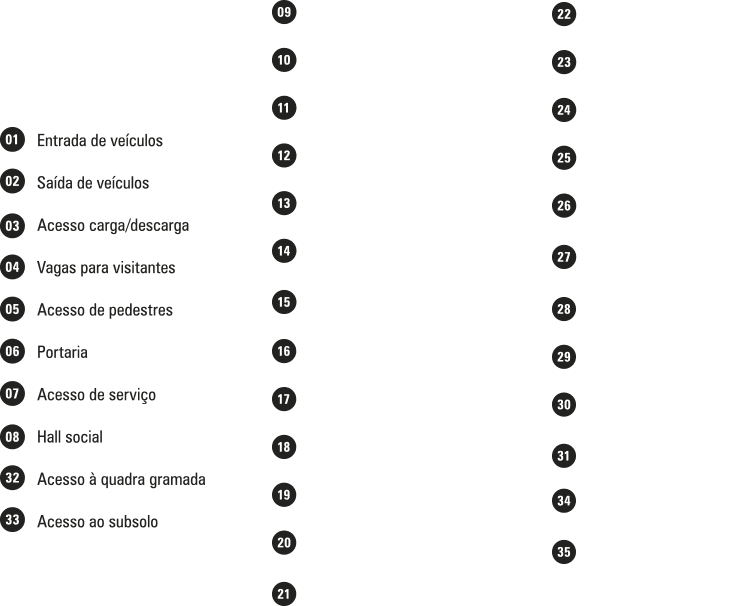 01 Entrada de veículos
02 Saída de veículos
03 Acesso carga/descarga
04 Vagas para visitantes
05 Acesso de pedestres
06 Portaria
07 Acesso de serviço
08 Hall social
32 Acesso à quadra gramada
33 Acesso ao subsolo
09
10
11
12
13
14
15
16
17
18
19
20
21
22
23
24
25
26
27
28
29
30
31
34
35